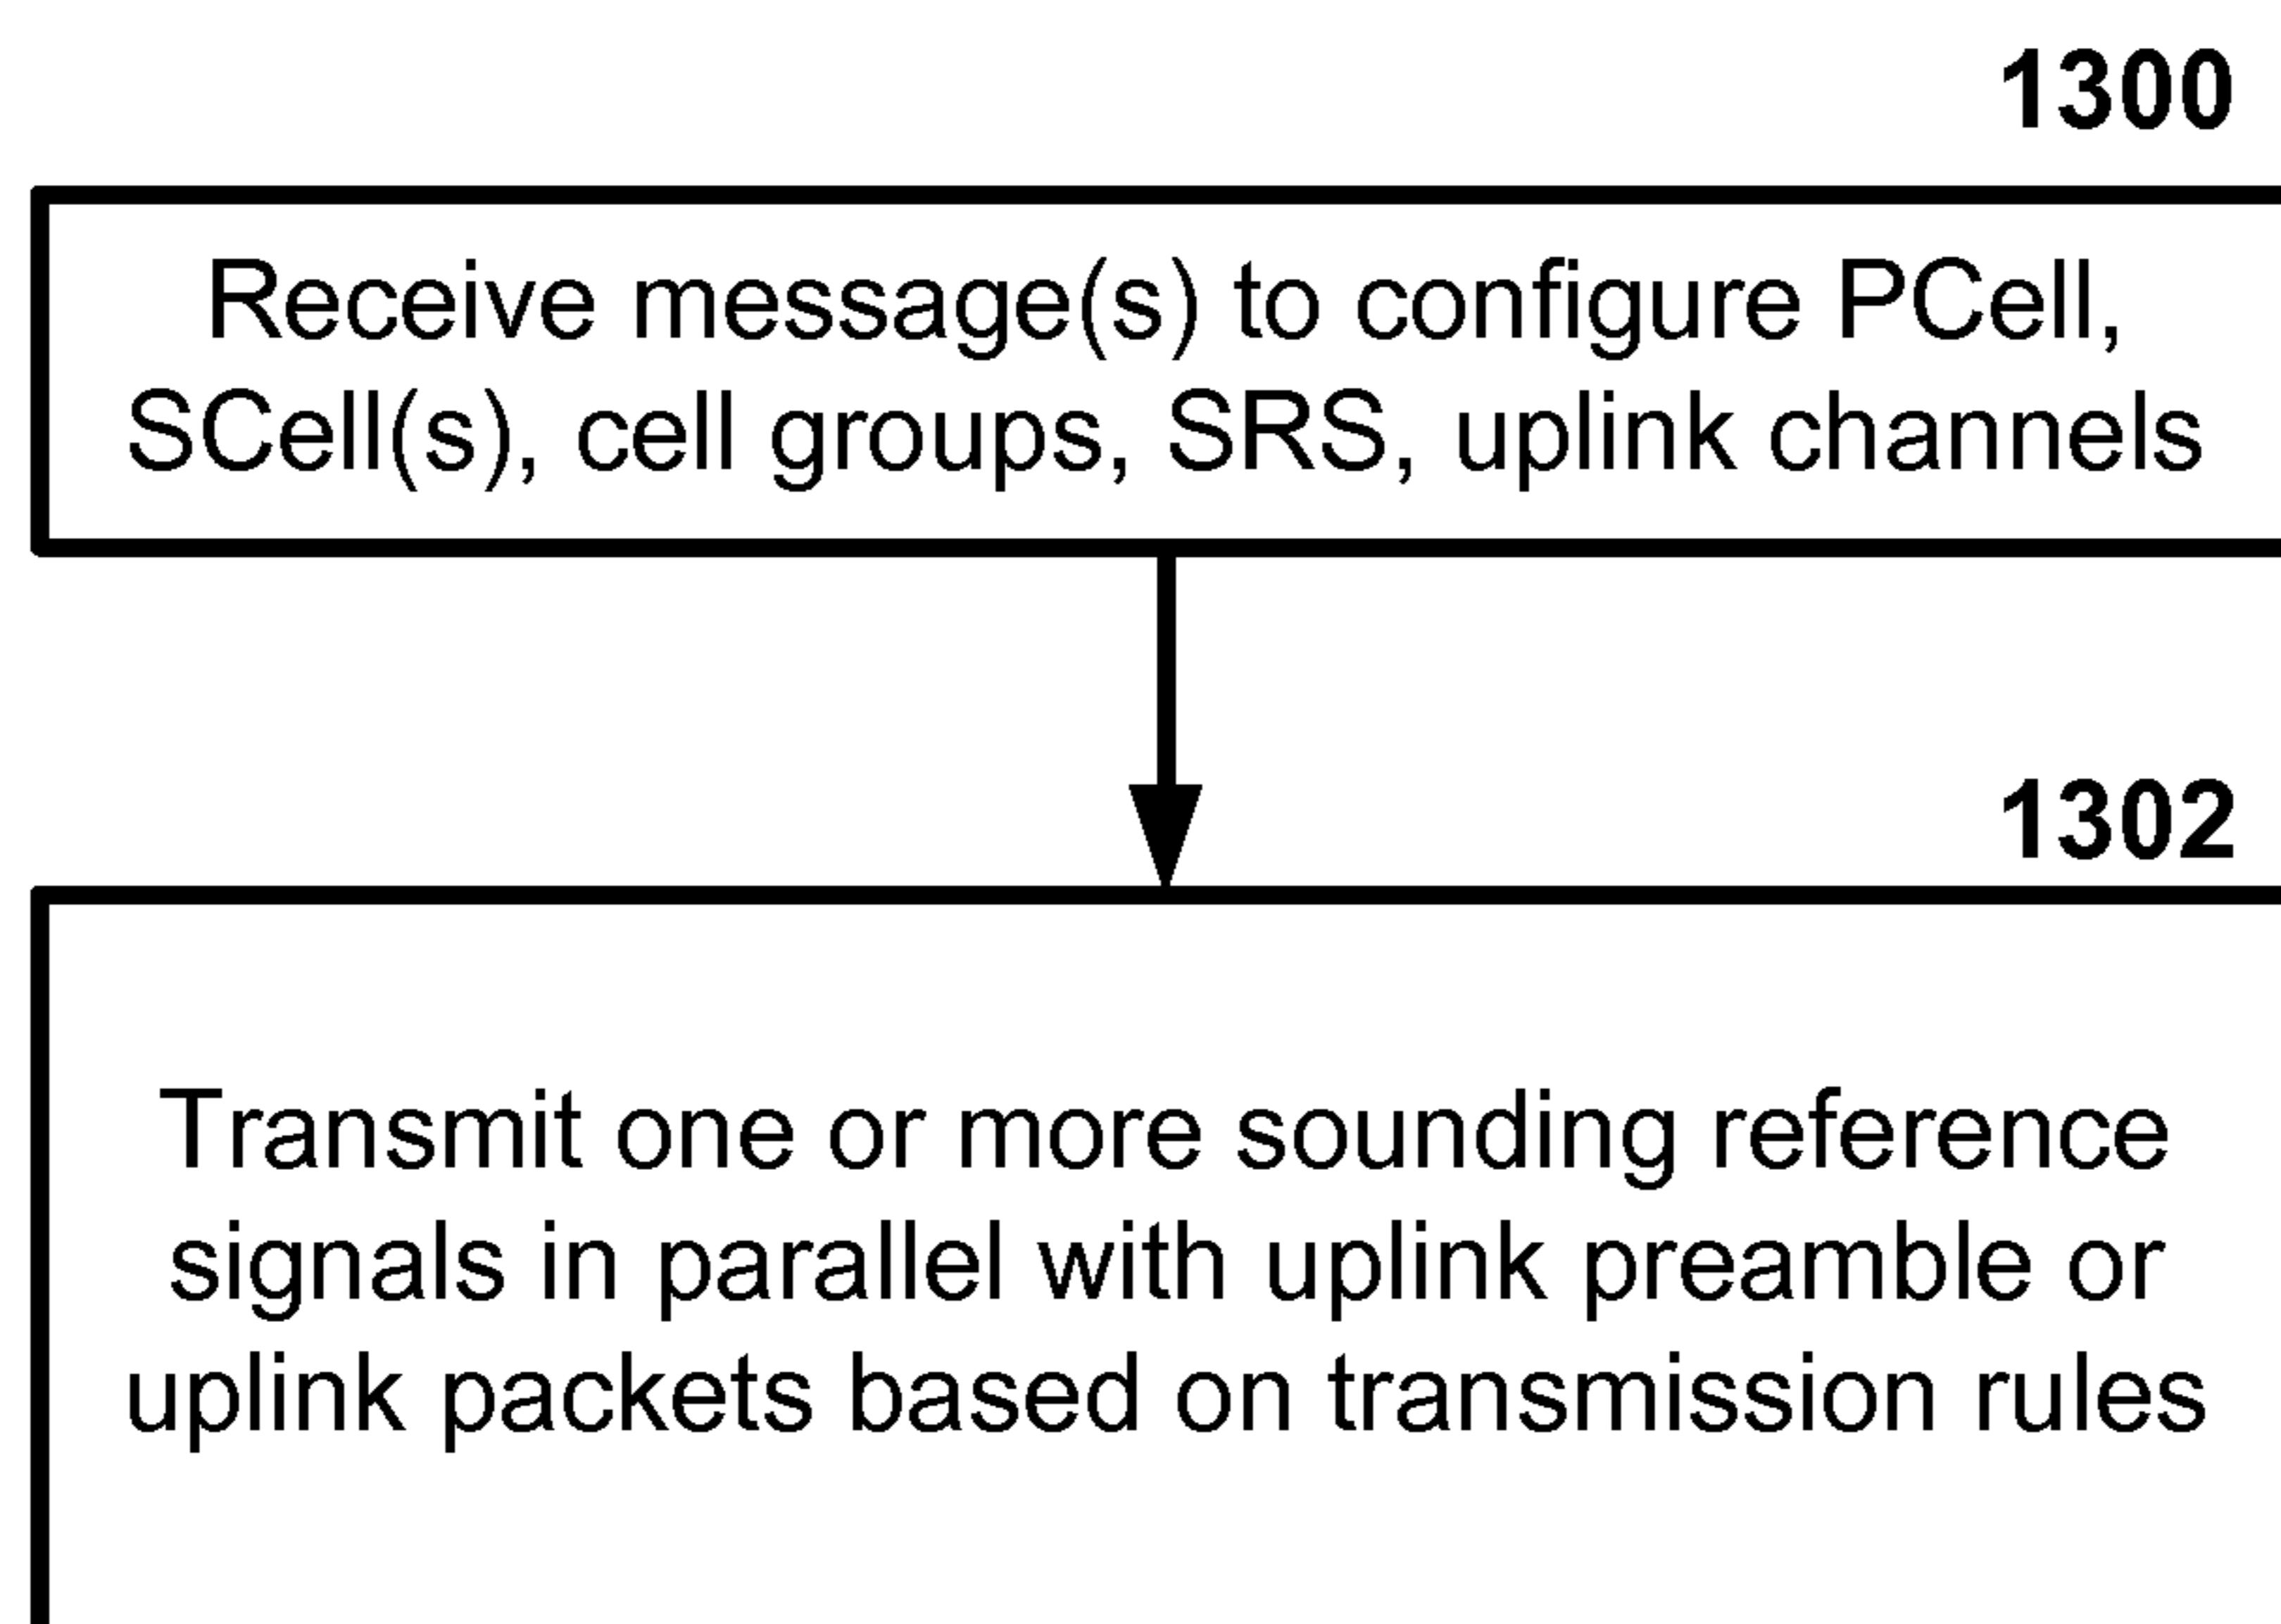 1300
Receive message(s) to configure PCell,
SCell(s), cell groups, SRS, uplink channels
1302
Transmit one or more sounding reference
signals in parallel with uplink preamble or
uplink packets based on transmission rules